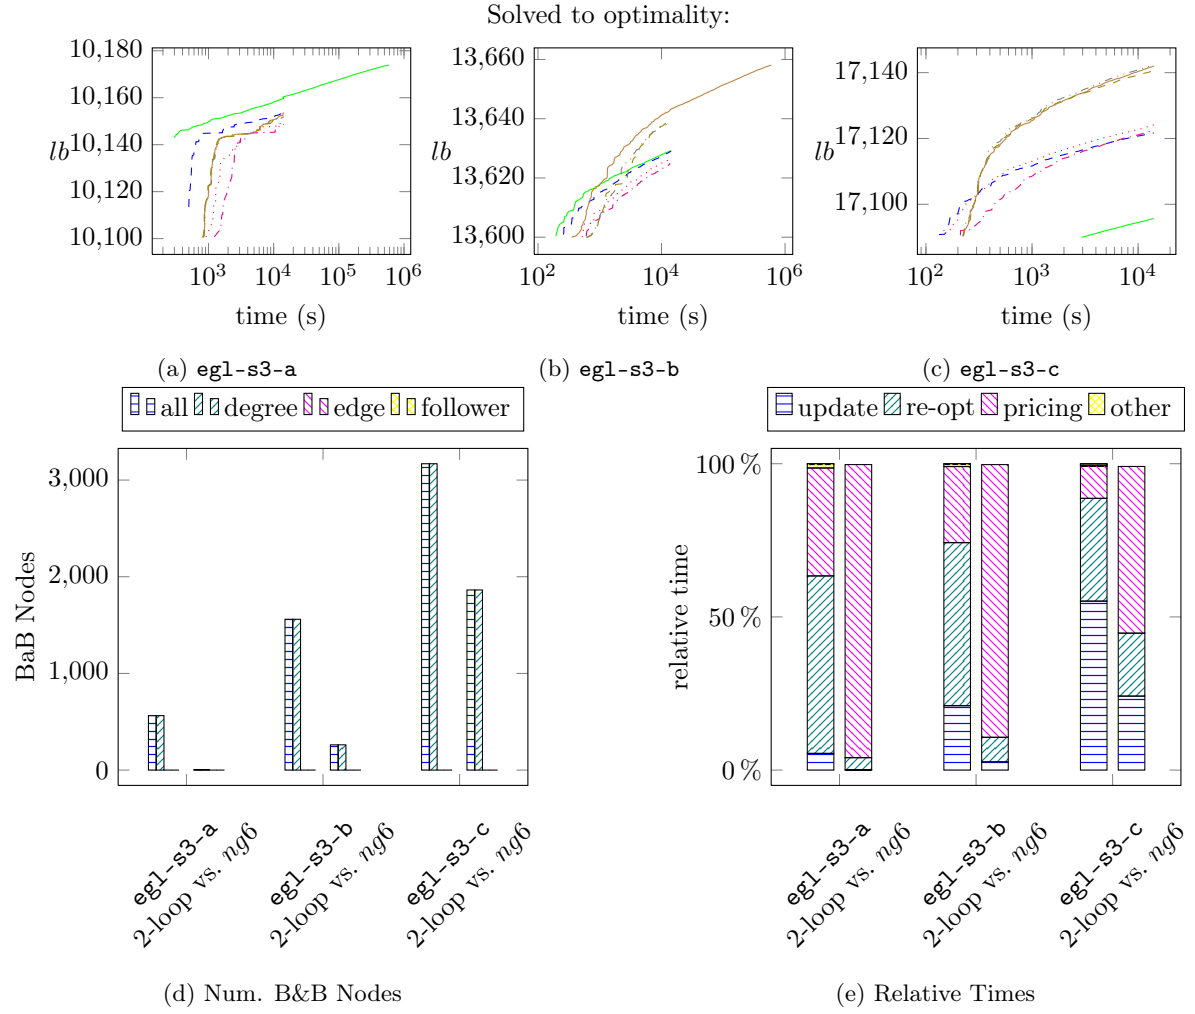 Solved to optimality:
10,180
10,160
10,140
10,120
10,100
lb
10^3
10^4
10^5
10^6
time (s)
(a) egl-s3-a
13,660
13,640
13,620
13,600
lb
10^2
10^4
10^6
time (s)
(b) egl-s3-b
17,140
17,120
17,100
lb
10^2
10^3
10^4
time (s)
(c) egl-s3-c
all degree edge follower
3,000
2,000
1,000
0
BaB Nodes
egl-s3-a
2-loop vs. ng6
egl-s3-b
2-loop vs. ng6
egl-s3-c
2-loop vs. ng6
(d) Num. B&B Nodes
update re-opt pricing other
100 %
50 %
0 %
relative time
egl-s3-a
2-loop vs. ng6
egl-s3-b
2-loop vs. ng6
egl-s3-c
2-loop vs. ng6
(e) Relative Times